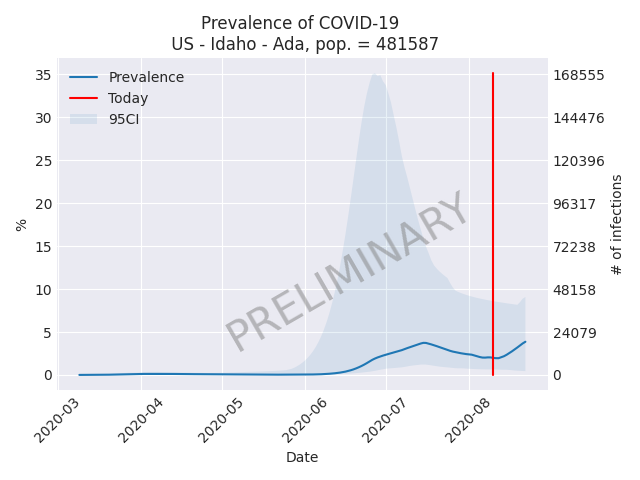 Prevalence of COVID-19
US - Idaho - Ada, pop. = 481587
Prevalence
Today
95CI
PRELIMINARY
%
35
30
25
20
15
10
5
0
168555
144476
120396
96317
72238
48158
24079
0
# of infections
2020-03
2020-04
2020-05
2020-06
2020-07
2020-08
Date